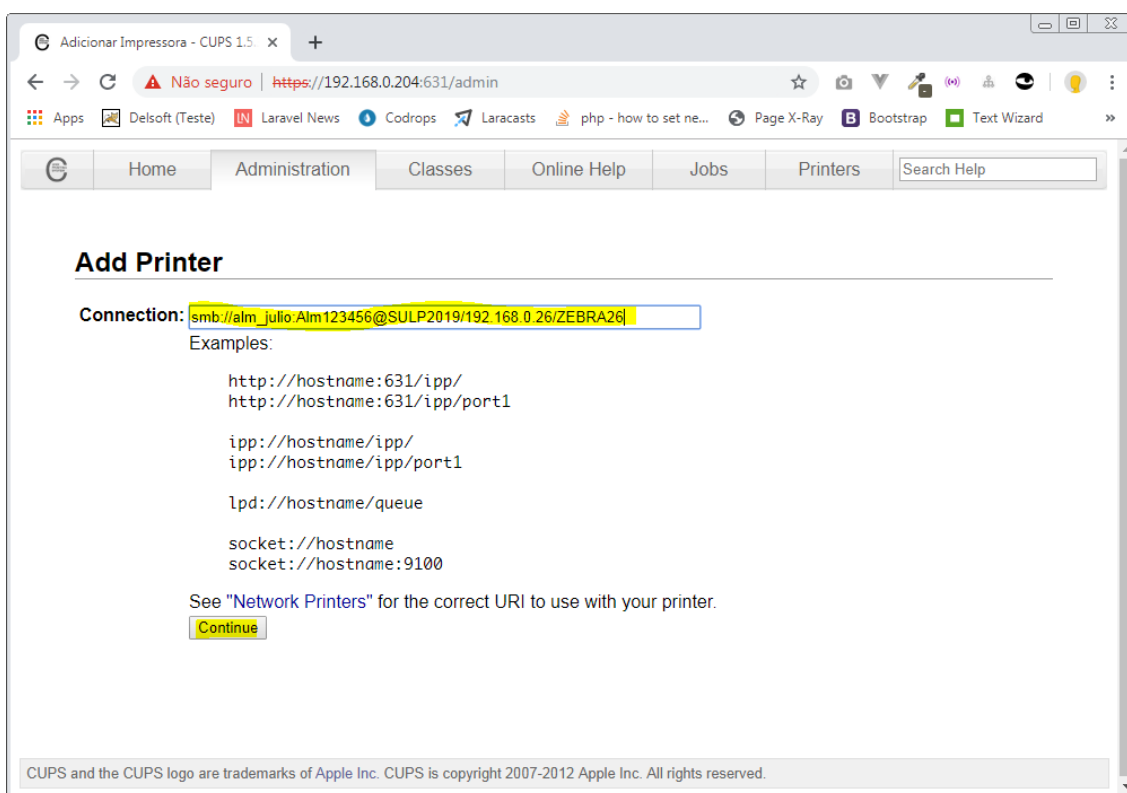 Adicionar Impressora - CUPS 1.5.
Não seguro | https://192.168.0.204:631/admin
Apps Delsoft (Teste) LN Laravel News Codrops Laracasts php - how to set ne... Page X-Ray B Bootstrap Text Wizard »
Home Administration Classes Online Help Jobs Printers Search Help
Add Printer
Connection: smb://alm_julio:Alm123456@SULP2019/192.168.0.26/ZEBRA26
Examples:
http://hostname:631/ipp/
http://hostname:631/ipp/port1
ipp://hostname/ipp/
ipp://hostname/ipp/port1
lpd://hostname/queue
socket://hostname
socket://hostname:9100
See "Network Printers" for the correct URI to use with your printer.
Continue
CUPS and the CUPS logo are trademarks of Apple Inc. CUPS is copyright 2007-2012 Apple Inc. All rights reserved.